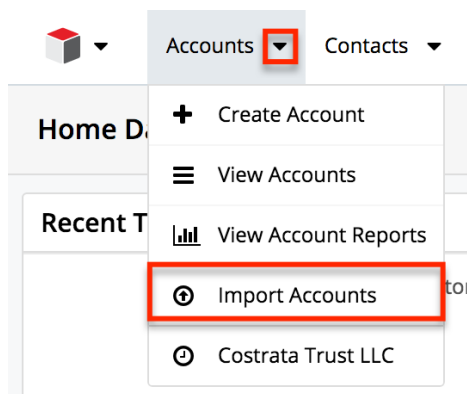 Accounts Contacts
Create Account
Home Da
View Accounts
Recent T
View Account Reports
Import Accounts
Costrata Trust LLC